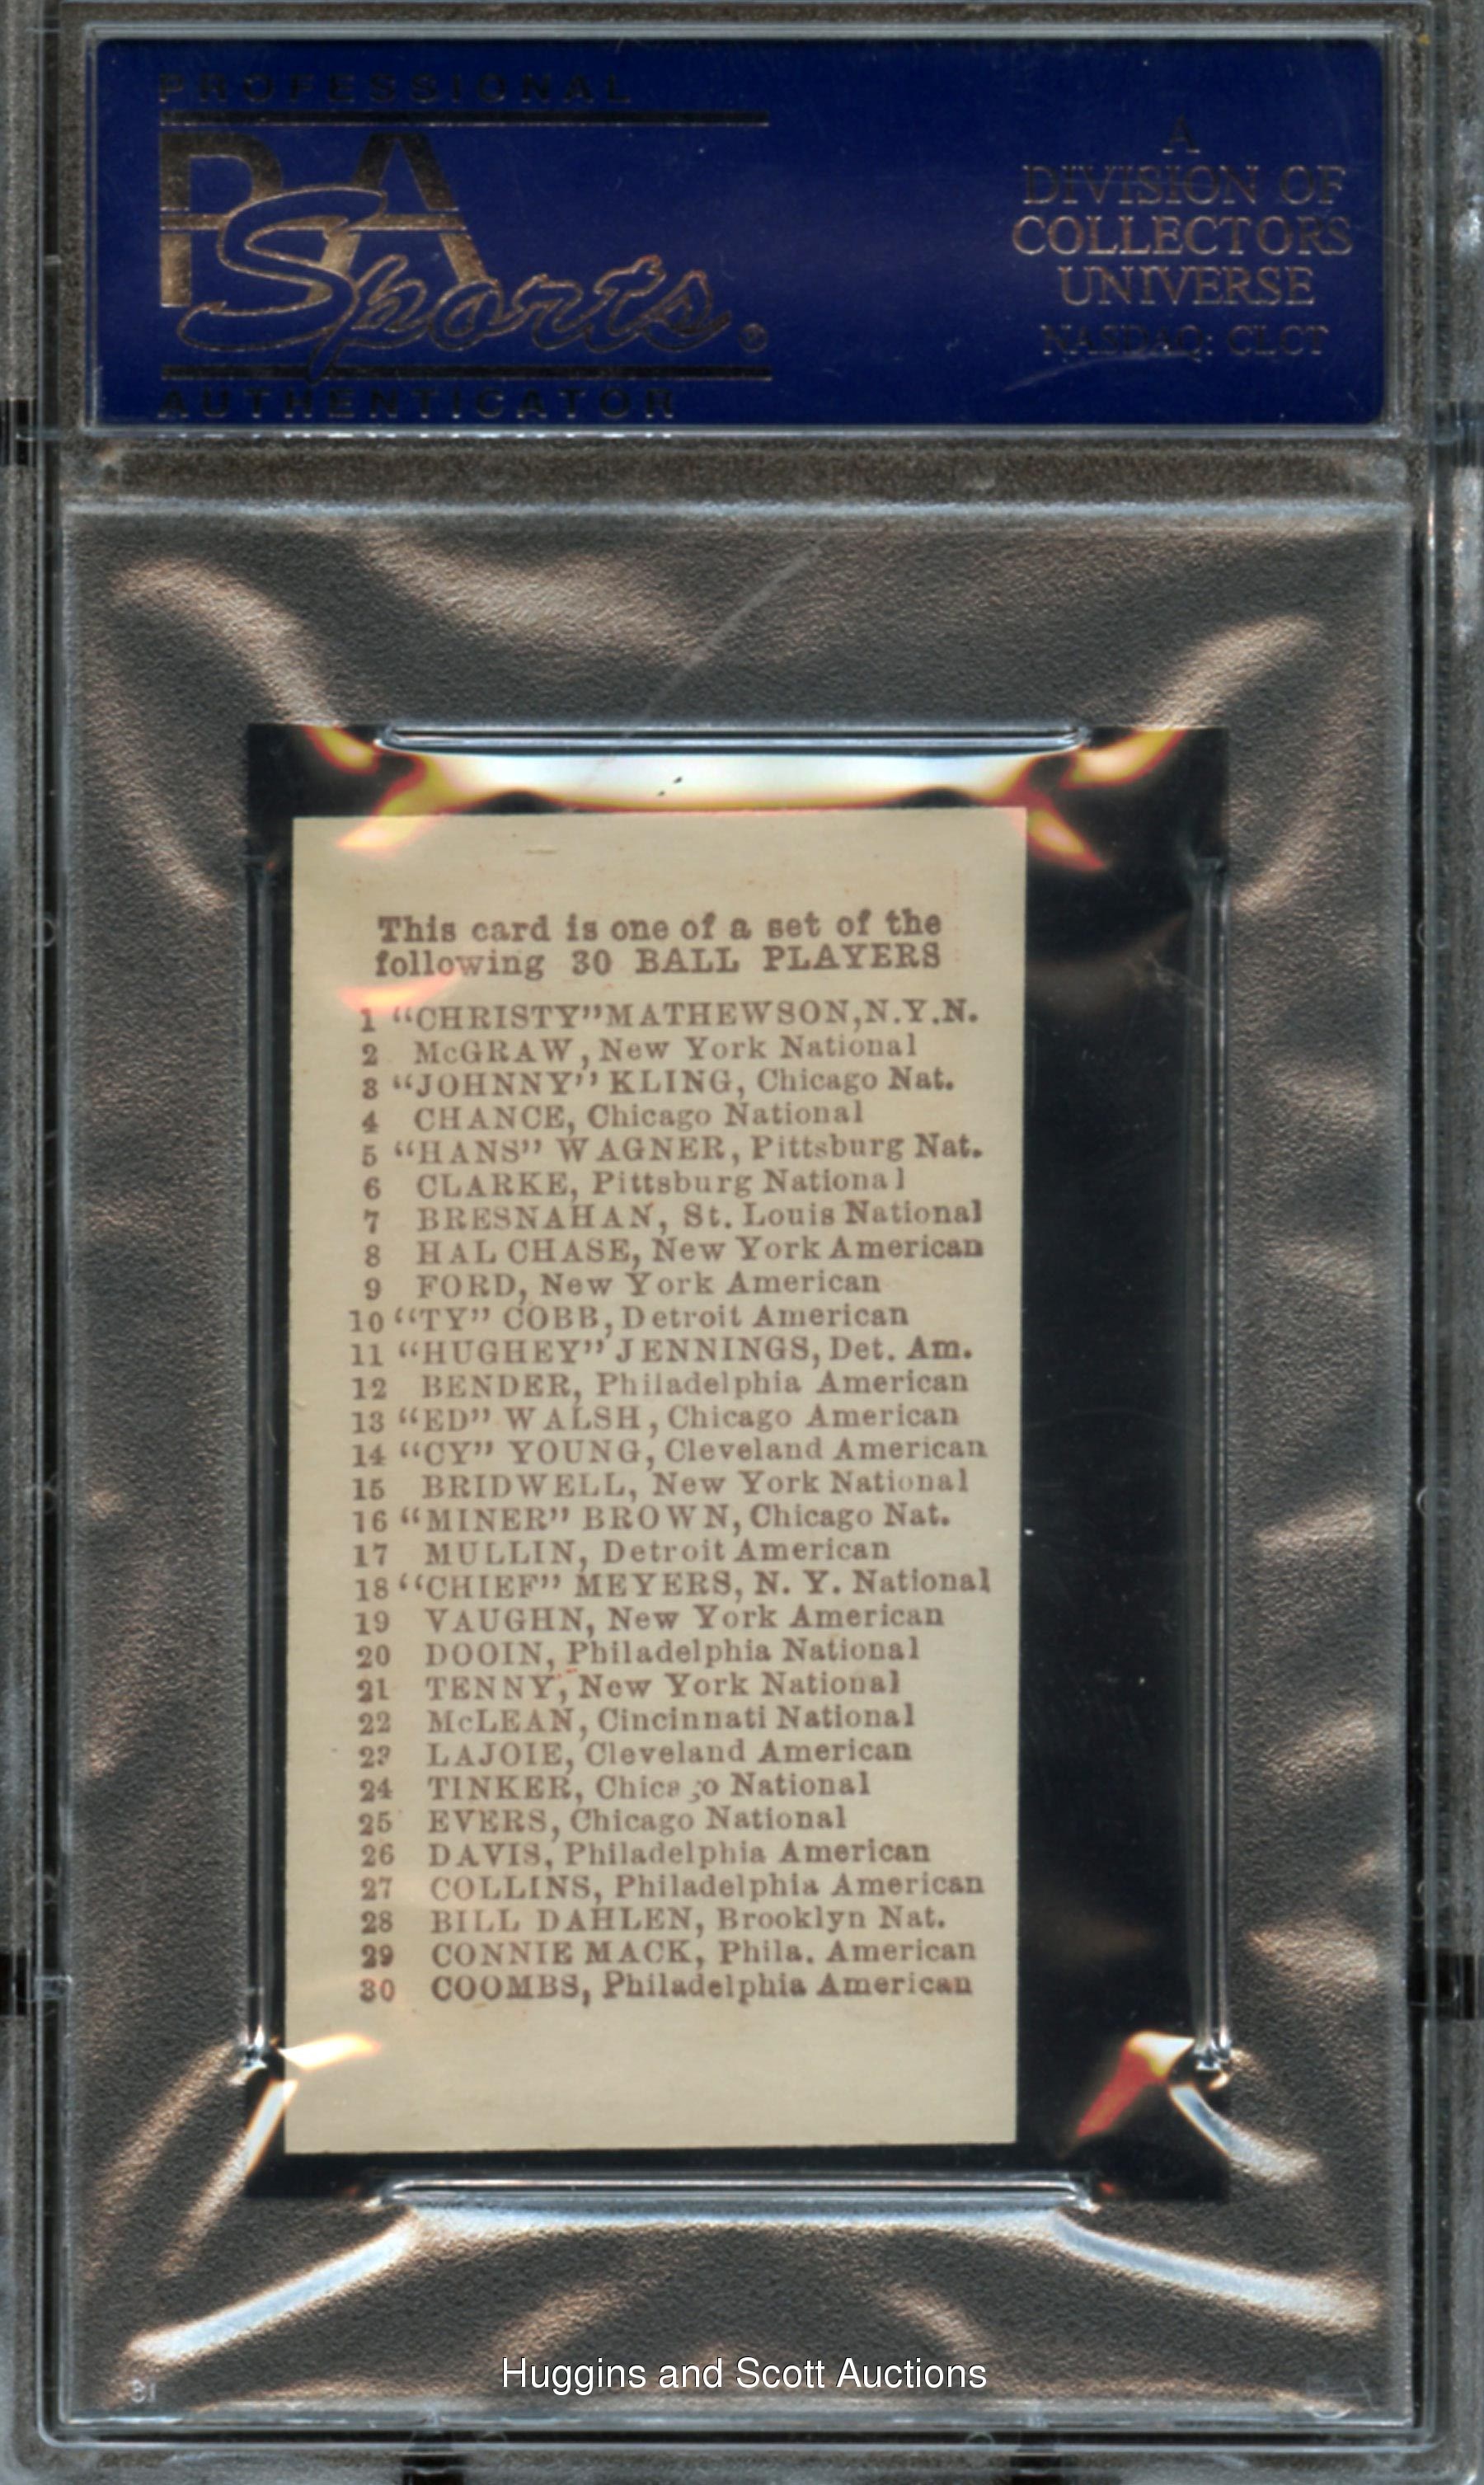 PROFESSIONAL
PSA
Sports®
AUTHENTICATOR
A
DIVISION OF
COLLECTORS
UNIVERSE
NASDAQ: CLCT
This card is one of a set of the
following 30 BALL PLAYERS
1 “CHRISTY” MATHEWSON, N.Y.N.
2 McGRAW, New York National
3 “JOHNNY” KLING, Chicago Nat.
4 CHANCE, Chicago National
5 “HANS” WAGNER, Pittsburg Nat.
6 CLARKE, Pittsburg National
7 BRESNAHAN, St. Louis National
8 HAL CHASE, New York American
9 FORD, New York American
10 “TY” COBB, Detroit American
11 “HUGHEY” JENNINGS, Det. Am.
12 BENDER, Philadelphia American
13 “ED” WALSH, Chicago American
14 “CY” YOUNG, Cleveland American
15 BRIDWELL, New York National
16 “MINER” BROWN, Chicago Nat.
17 MULLIN, Detroit American
18 “CHIEF” MEYERS, N. Y. National
19 VAUGHN, New York American
20 DOOIN, Philadelphia National
21 TENNY, New York National
22 McLEAN, Cincinnati National
23 LAJOIE, Cleveland American
24 TINKER, Chicago National
25 EVERS, Chicago National
26 DAVIS, Philadelphia American
27 COLLINS, Philadelphia American
28 BILL DAHLEN, Brooklyn Nat.
29 CONNIE MACK, Phila. American
30 COOMBS, Philadelphia American
Huggins and Scott Auctions